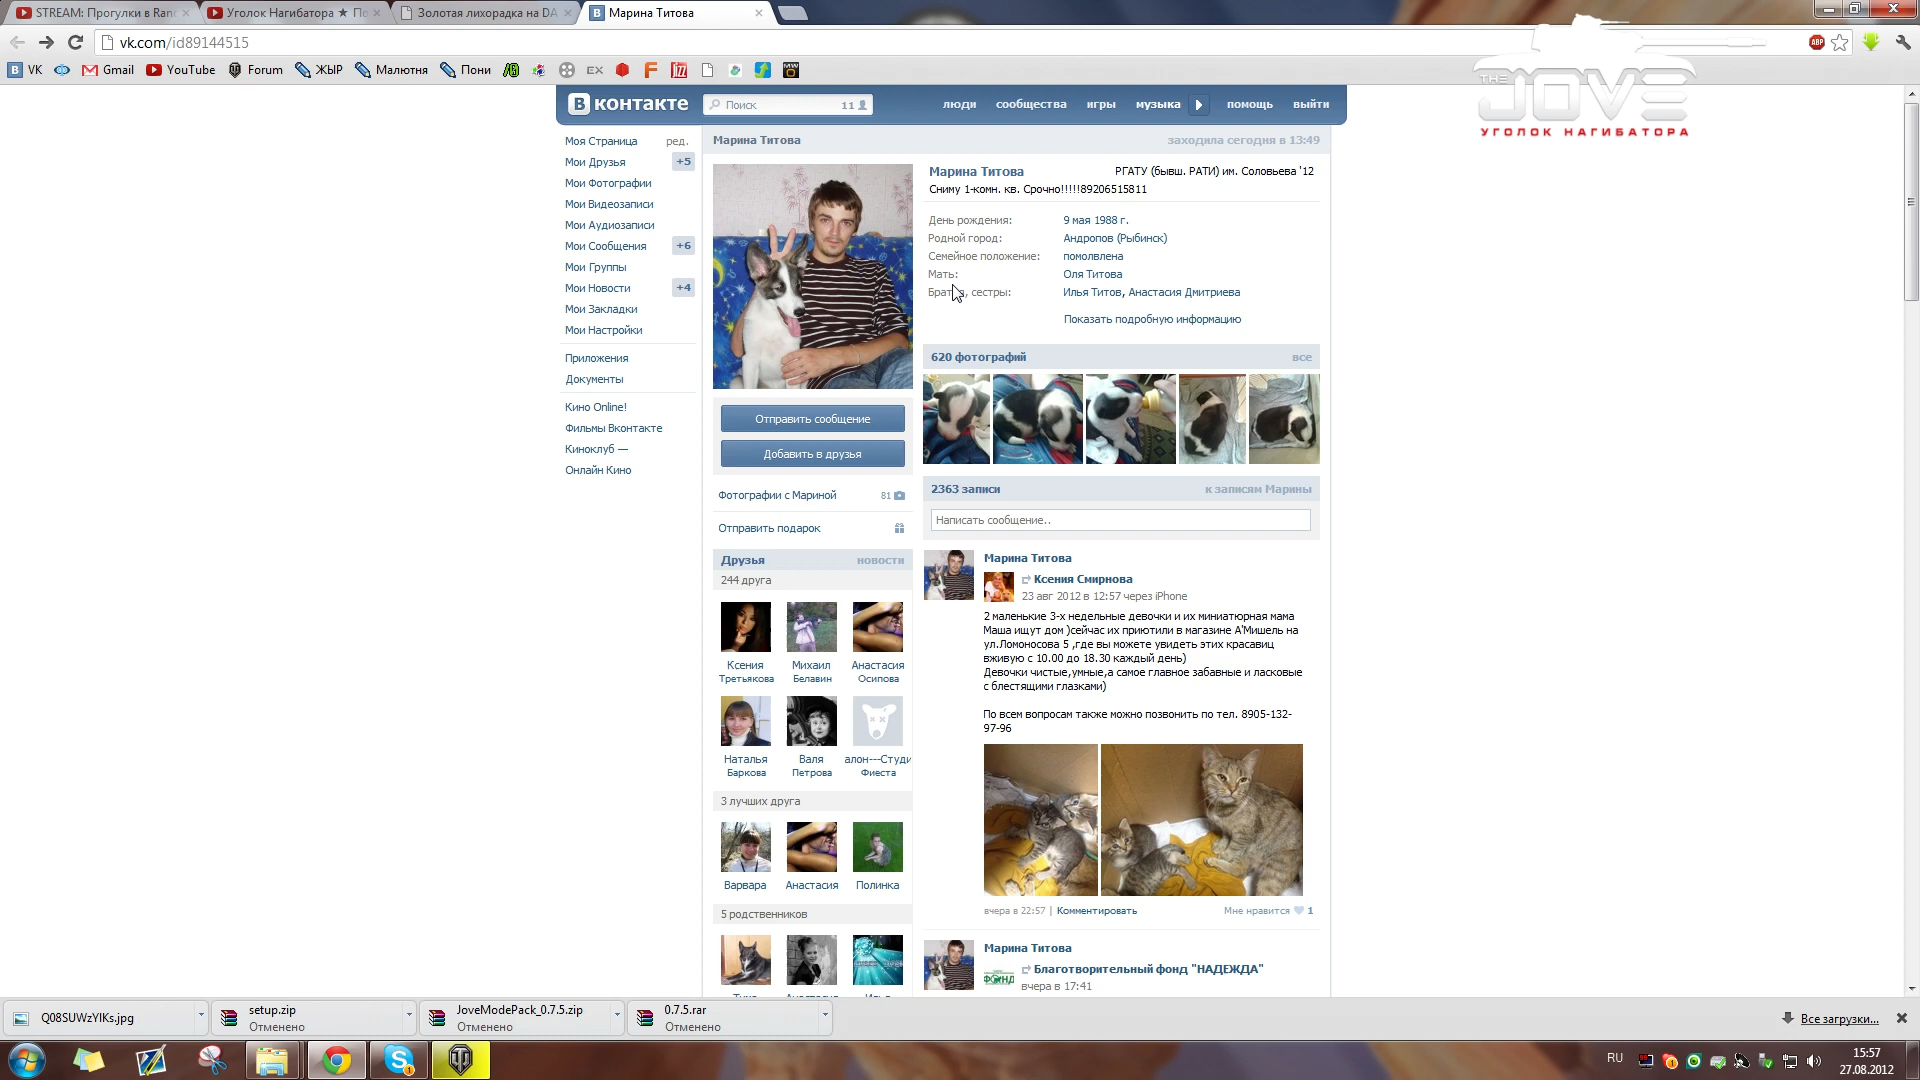 STREAM: Прогулки в Ranc
Уголок Нагибатора ★ По
Золотая лихорадка на DA
Марина Титова
vk.com/id89144515
VK
Gmail
YouTube
Forum
ЖЫР
Малютня
Пони
EX
THE JOVE
УГОЛОК НАГИБАТОРА
В контакте
Поиск
11
люди
сообщества
игры
музыка
помощь
выйти
Моя Страница
ред.
Мои Друзья
+5
Мои Фотографии
Мои Видеозаписи
Мои Аудиозаписи
Мои Сообщения
+6
Мои Группы
Мои Новости
+4
Мои Закладки
Мои Настройки
Приложения
Документы
Кино Online!
Фильмы Вконтакте
Киноклуб —
Онлайн Кино
Марина Титова
заходила сегодня в 13:49
Отправить сообщение
Добавить в друзья
Фотографии с Мариной
81
Отправить подарок
Друзья
новости
244 друга
Ксения Третьякова
Михаил Белавин
Анастасия Осипова
Наталья Баркова
Валя Петрова
алон---Студи Фиеста
3 лучших друга
Варвара
Анастасия
Полинка
5 родственников
Марина Титова
РГАТУ (бывш. РАТИ) им. Соловьева '12
Сниму 1-комн. кв. Срочно!!!!!89206515811
День рождения:
9 мая 1988 г.
Родной город:
Андропов (Рыбинск)
Семейное положение:
помолвлена
Мать:
Оля Титова
Братья, сестры:
Илья Титов, Анастасия Дмитриева
Показать подробную информацию
620 фотографий
все
2363 записи
к записям Марины
Написать сообщение..
Марина Титова
Ксения Смирнова
23 авг 2012 в 12:57 через iPhone
2 маленькие 3-х недельные девочки и их миниатюрная мама
Маша ищут дом )сейчас их приютили в магазине А'Мишель на
ул.Ломоносова 5 ,где вы можете увидеть этих красавиц
вживую с 10.00 до 18.30 каждый день)
Девочки чистые,умные,а самое главное забавные и ласковые
с блестящими глазками)
По всем вопросам также можно позвонить по тел. 8905-132-
97-96
вчера в 22:57 | Комментировать
Мне нравится 1
Марина Титова
ФОНД
Благотворительный фонд "НАДЕЖДА"
вчера в 17:41
Q08SUWzYlKs.jpg
setup.zip
Отменено
JoveModePack_0.7.5.zip
Отменено
0.7.5.rar
Отменено
Все загрузки...
RU
15:57
27.08.2012